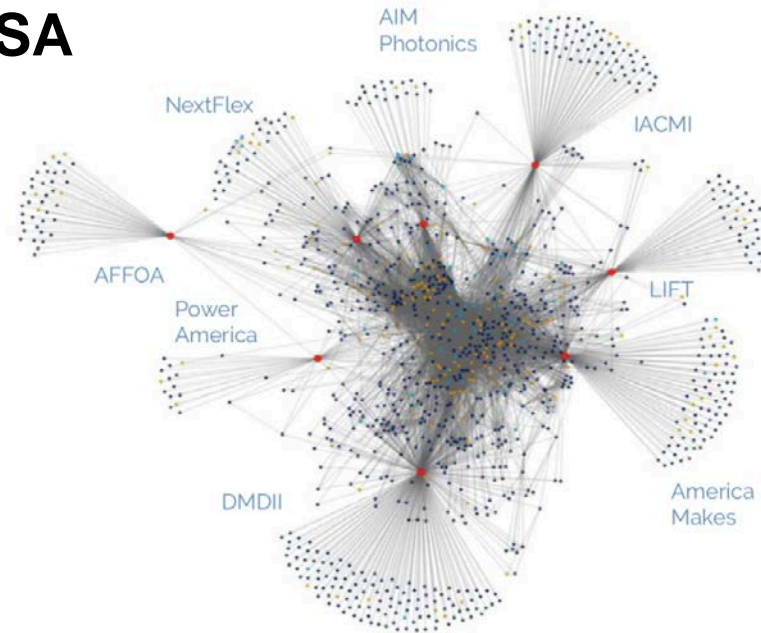 SA
AIM
Photonics
NextFlex
IACMI
AFFOA
LIFT
Power
America
DMDII
America
Makes